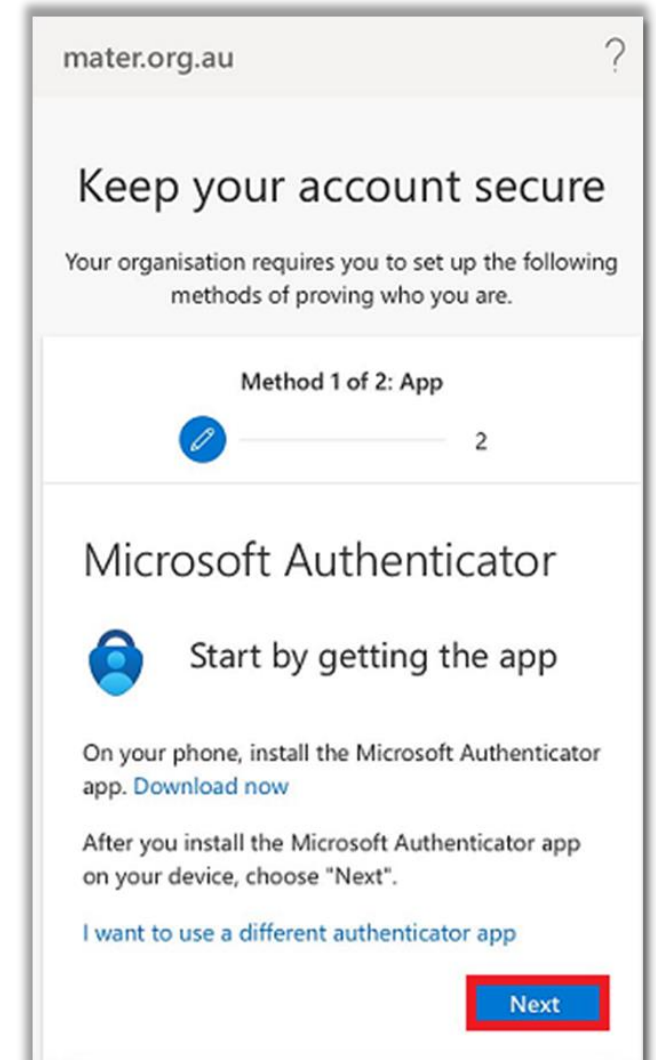 mater.org.au ?
Keep your account secure
Your organisation requires you to set up the following
methods of proving who you are.
Method 1 of 2: App
2
Microsoft Authenticator
Start by getting the app
On your phone, install the Microsoft Authenticator
app. Download now
After you install the Microsoft Authenticator app
on your device, choose "Next".
I want to use a different authenticator app
Next